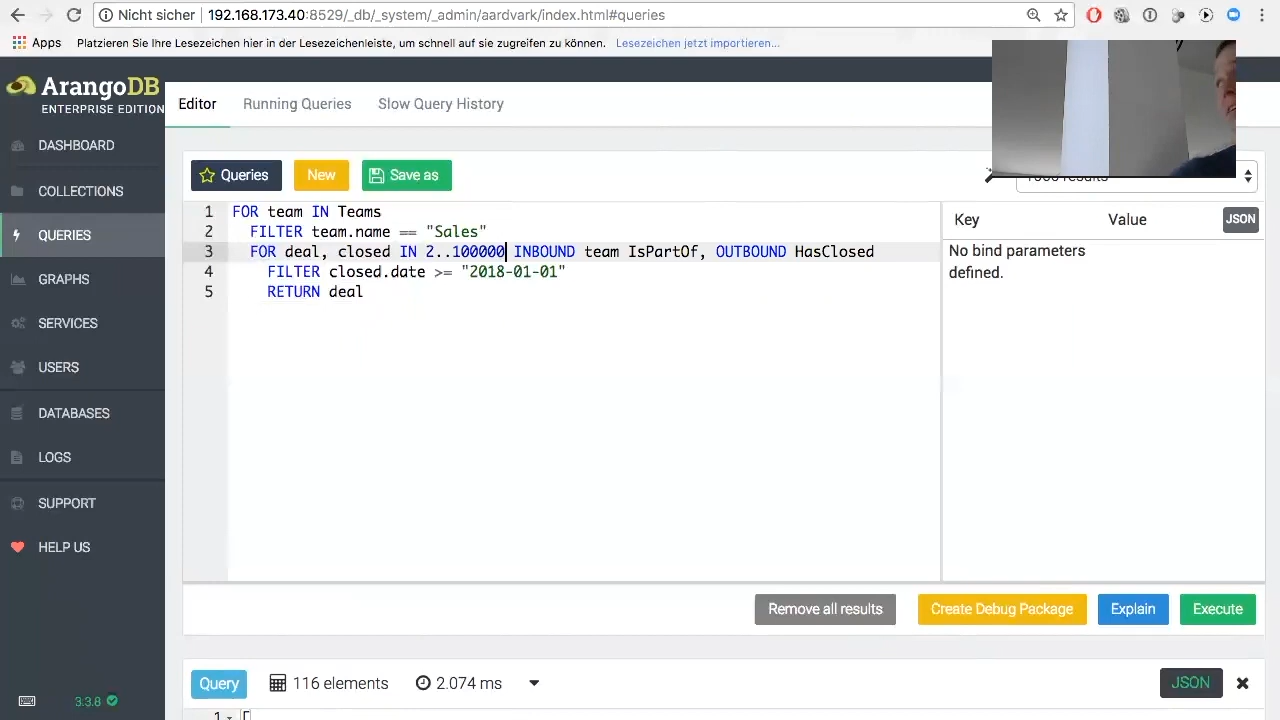 Nicht sicher 192.168.173.40:8529/_db/_system/_admin/aardvark/index.html#queries
Apps Platzieren Sie Ihre Lesezeichen hier in der Lesezeichenleiste, um schnell auf sie zugreifen zu können. Lesezeichen jetzt importieren...
ArangoDB
ENTERPRISE EDITION
DASHBOARD
COLLECTIONS
QUERIES
GRAPHS
SERVICES
USERS
DATABASES
LOGS
SUPPORT
HELP US
3.3.8
Editor Running Queries Slow Query History
Queries New Save as
results
1 FOR team IN Teams
2 FILTER team.name == "Sales"
3 FOR deal, closed IN 2..100000 INBOUND team IsPartOf, OUTBOUND HasClosed
4 FILTER closed.date >= "2018-01-01"
5 RETURN deal
Key Value JSON
No bind parameters
defined.
Remove all results Create Debug Package Explain Execute
Query 116 elements 2.074 ms JSON
1 [